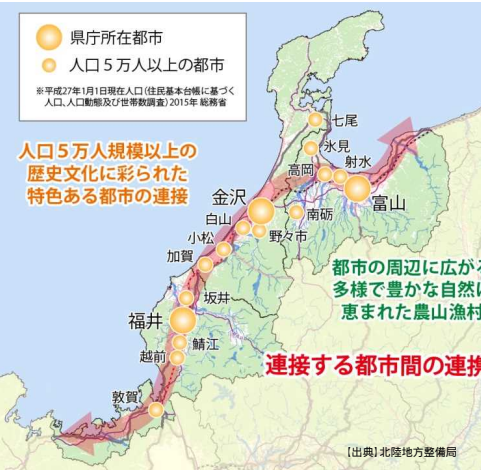 県庁所在都市
人口5万人以上の都市
※平成27年1月1日現在人口(住民基本台帳に基づく
人口、人口動態及び世帯数調査)2015年 総務省
人口5万人規模以上の
歴史文化に彩られた
特色ある都市の連接
七尾
氷見
高岡
射水
富山
金沢
南砺
白山
野々市
小松
加賀
坂井
福井
鯖江
越前
敦賀
都市の周辺に広がる
多様で豊かな自然に
恵まれた農山漁村
連接する都市間の連携
【出典】北陸地方整備局